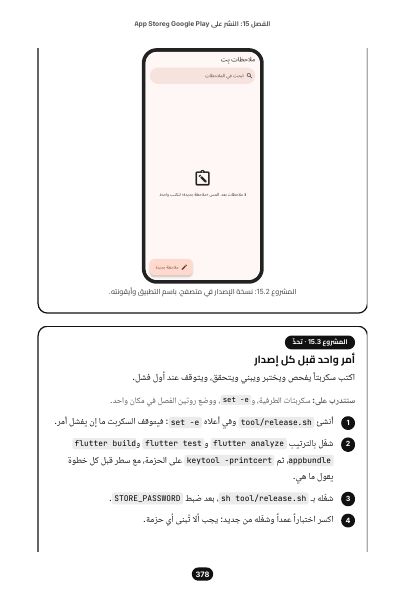 الفصل 15: النشر على App Store و Google Play
ملاحظات بت
ابحث في الملاحظات
لا ملاحظات بعد. المس «ملاحظة جديدة» لتكتب واحدة
ملاحظة جديدة
المشروع 15.2: نسخة الإصدار في متصفح، باسم التطبيق وأيقونته.
المشروع 15.3 · تحدٍّ
أمر واحد قبل كل إصدار
اكتب سكربتاً يفحص ويختبر ويبني ويتحقق، ويتوقف عند أول فشل.
ستتدرب على: سكربتات الطرفية، و set -e، ووضع روتين الفصل في مكان واحد.
1 أنشئ tool/release.sh وفي أعلاه set -e: فيتوقف السكربت ما إن يفشل أمر.
2 شغّل بالترتيب flutter analyze و flutter test و flutter build
appbundle، ثم keytool -printcert على الحزمة، مع سطر قبل كل خطوة
يقول ما هي.
3 شغّله بـ sh tool/release.sh، بعد ضبط STORE_PASSWORD.
4 اكسر اختباراً عمداً وشغّله من جديد: يجب ألا تُبنى أي حزمة.
378